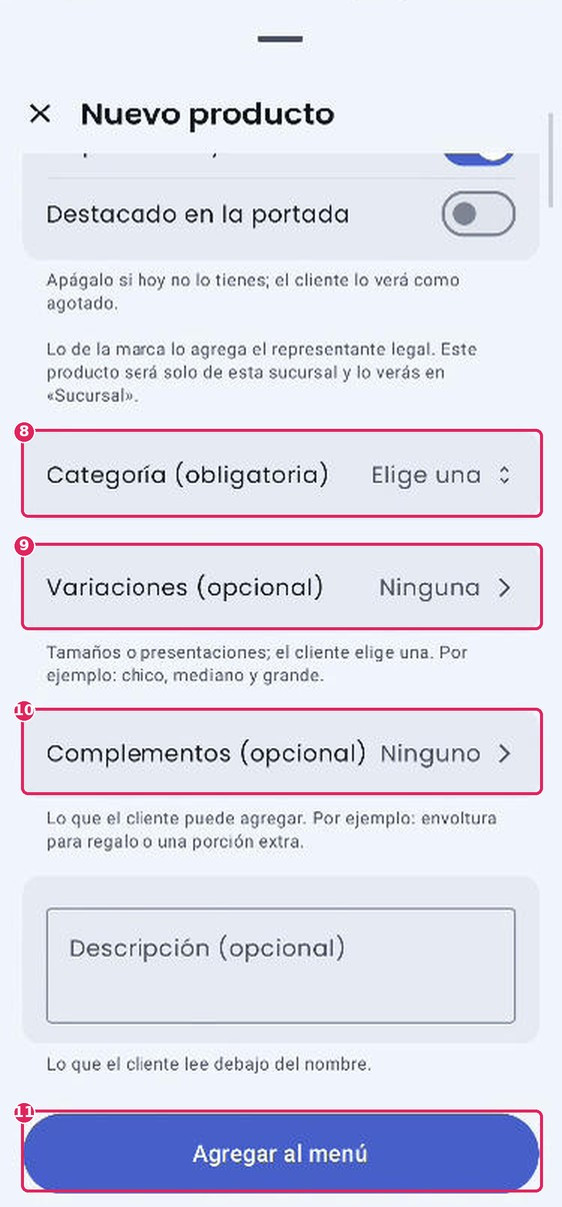 Nuevo producto
Destacado en la portada
Apágalo si hoy no lo tienes; el cliente lo verá como
agotado.
Lo de la marca lo agrega el representante legal. Este
producto será solo de esta sucursal y lo verás en
«Sucursal».
8
Categoría (obligatoria) Elige una
9
Variaciones (opcional) Ninguna
Tamaños o presentaciones; el cliente elige una. Por
ejemplo: chico, mediano y grande.
10
Complementos (opcional) Ninguno
Lo que el cliente puede agregar. Por ejemplo: envoltura
para regalo o una porción extra.
Descripción (opcional)
Lo que el cliente lee debajo del nombre.
11
Agregar al menú